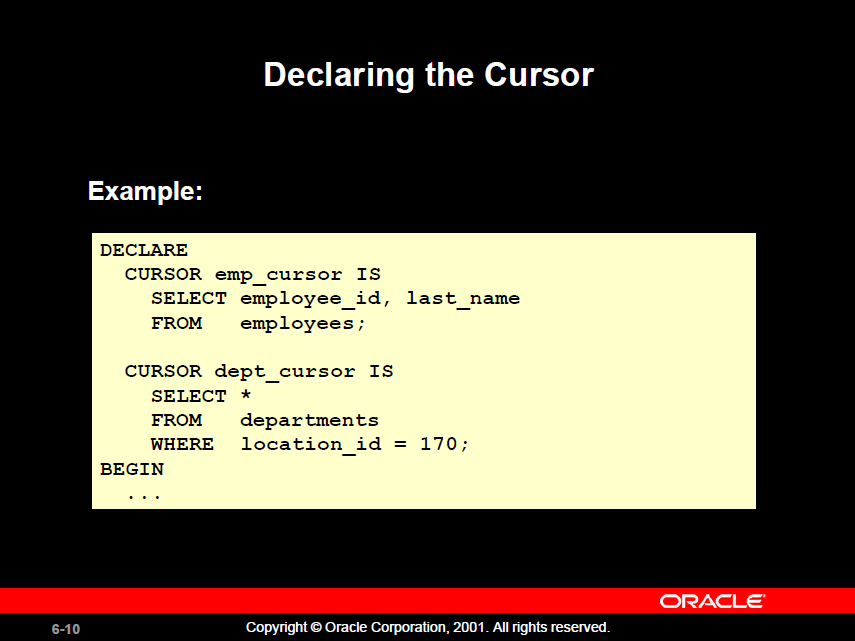 Declaring the Cursor
Example:
DECLARE
  CURSOR emp_cursor IS
    SELECT employee_id, last_name
    FROM   employees;
  CURSOR dept_cursor IS
    SELECT *
    FROM   departments
    WHERE  location_id = 170;
BEGIN
  ...
ORACLE®
6-10
Copyright © Oracle Corporation, 2001. All rights reserved.